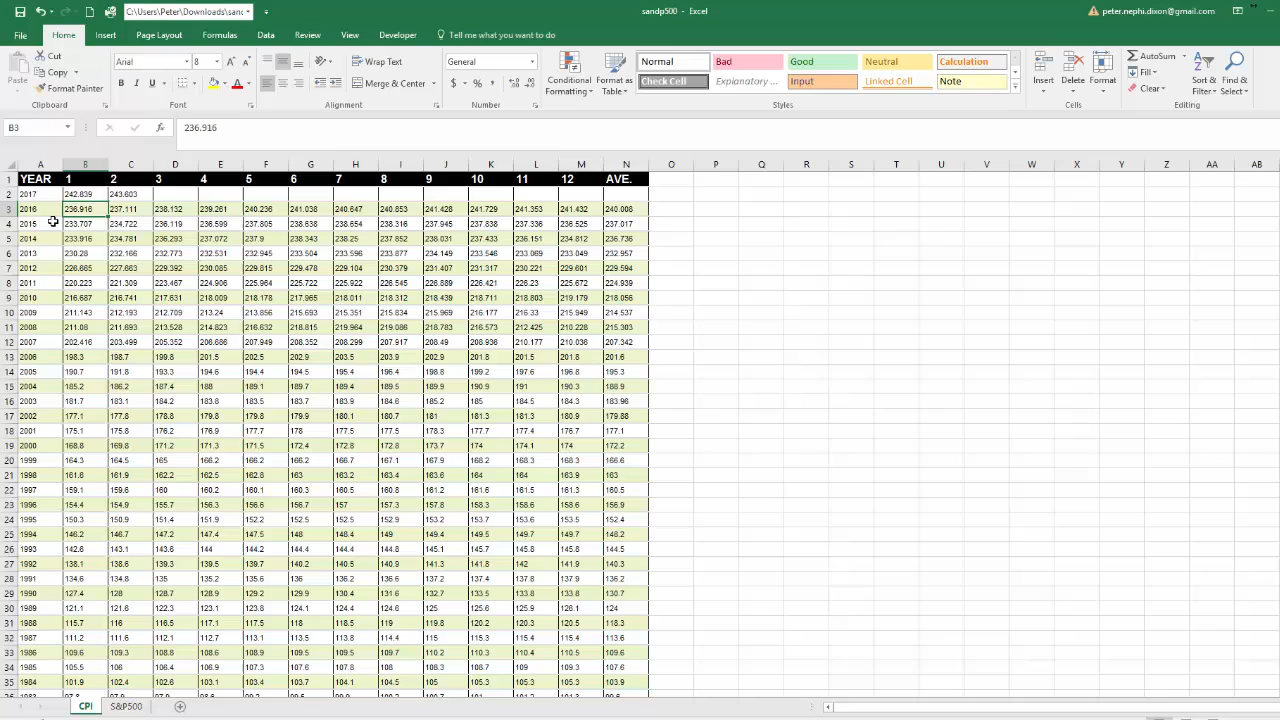 C:\Users\Peter\Downloads\sanc
sandp500 - Excel
peter.nephi.dixon@gmail.com
File Home Insert Page Layout Formulas Data Review View Developer Tell me what you want to do
Cut
Copy
Format Painter
Paste
Clipboard
Arial 8
B I U
Font
Wrap Text
Merge & Center
Alignment
General
$ % ,
Number
Conditional Formatting
Format as Table
Normal Bad Good Neutral Calculation
Check Cell Explanatory ... Input Linked Cell Note
Styles
Insert Delete Format
Cells
AutoSum
Fill
Clear
Sort & Filter
Find & Select
Editing
B3 fx 236.916
A B C D E F G H I J K L M N O P Q R S T U V W X Y Z AA AB
1 YEAR 1 2 3 4 5 6 7 8 9 10 11 12 AVE.
2 2017 242.839 243.603
3 2016 236.916 237.111 238.132 239.261 240.236 241.038 240.647 240.853 241.428 241.729 241.353 241.432 240.008
4 2015 233.707 234.722 236.119 236.599 237.805 238.638 238.654 238.316 237.945 237.838 237.336 236.525 237.017
5 2014 233.916 234.781 236.293 237.072 237.9 238.343 238.25 237.852 238.031 237.433 236.151 234.812 236.736
6 2013 230.28 232.166 232.773 232.531 232.945 233.504 233.596 233.877 234.149 233.546 233.069 233.049 232.957
7 2012 226.665 227.663 229.392 230.085 229.815 229.478 229.104 230.379 231.407 231.317 230.221 229.601 229.594
8 2011 220.223 221.309 223.467 224.906 225.964 225.722 225.922 226.545 226.889 226.421 226.23 225.672 224.939
9 2010 216.687 216.741 217.631 218.009 218.178 217.965 218.011 218.312 218.439 218.711 218.803 219.179 218.056
10 2009 211.143 212.193 212.709 213.24 213.856 215.693 215.351 215.834 215.969 216.177 216.33 215.949 214.537
11 2008 211.08 211.693 213.528 214.823 216.632 218.815 219.964 219.086 218.783 216.573 212.425 210.228 215.303
12 2007 202.416 203.499 205.352 206.686 207.949 208.352 208.299 207.917 208.49 208.936 210.177 210.036 207.342
13 2006 198.3 198.7 199.8 201.5 202.5 202.9 203.5 203.9 202.9 201.8 201.5 201.8 201.6
14 2005 190.7 191.8 193.3 194.6 194.4 194.5 195.4 196.4 198.8 199.2 197.6 196.8 195.3
15 2004 185.2 186.2 187.4 188 189.1 189.7 189.4 189.5 189.9 190.9 191 190.3 188.9
16 2003 181.7 183.1 184.2 183.8 183.5 183.7 183.9 184.6 185.2 185 184.5 184.3 183.96
17 2002 177.1 177.8 178.8 179.8 179.8 179.9 180.1 180.7 181 181.3 181.3 180.9 179.88
18 2001 175.1 175.8 176.2 176.9 177.7 178 177.5 177.5 178.3 177.7 177.4 176.7 177.1
19 2000 168.8 169.8 171.2 171.3 171.5 172.4 172.8 172.8 173.7 174 174.1 174 172.2
20 1999 164.3 164.5 165 166.2 166.2 166.2 166.7 167.1 167.9 168.2 168.3 168.3 166.6
21 1998 161.6 161.9 162.2 162.5 162.8 163 163.2 163.4 163.6 164 164 163.9 163
22 1997 159.1 159.6 160 160.2 160.1 160.3 160.5 160.8 161.2 161.6 161.5 161.3 160.5
23 1996 154.4 154.9 155.7 156.3 156.6 156.7 157 157.3 157.8 158.3 158.6 158.6 156.9
24 1995 150.3 150.9 151.4 151.9 152.2 152.5 152.5 152.9 153.2 153.7 153.6 153.5 152.4
25 1994 146.2 146.7 147.2 147.4 147.5 148 148.4 149 149.4 149.5 149.7 149.7 148.2
26 1993 142.6 143.1 143.6 144 144.2 144.4 144.4 144.8 145.1 145.7 145.8 145.8 144.5
27 1992 138.1 138.6 139.3 139.5 139.7 140.2 140.5 140.9 141.3 141.8 142 141.9 140.3
28 1991 134.6 134.8 135 135.2 135.6 136 136.2 136.6 137.2 137.4 137.8 137.9 136.2
29 1990 127.4 128 128.7 128.9 129.2 129.9 130.4 131.6 132.7 133.5 133.8 133.8 130.7
30 1989 121.1 121.6 122.3 123.1 123.8 124.1 124.4 124.6 125 125.6 125.9 126.1 124
31 1988 115.7 116 116.5 117.1 117.5 118 118.5 119 119.8 120.2 120.3 120.5 118.3
32 1987 111.2 111.6 112.1 112.7 113.1 113.5 113.8 114.4 115 115.3 115.4 115.4 113.6
33 1986 109.6 109.3 108.8 108.6 108.9 109.5 109.5 109.7 110.2 110.3 110.4 110.5 109.6
34 1985 105.5 106 106.4 106.9 107.3 107.6 107.8 108 108.3 108.7 109 109.3 107.6
35 1984 101.9 102.4 102.6 103.1 103.4 103.7 104.1 104.5 105 105.3 105.3 105.3 103.9
CPI S&P500